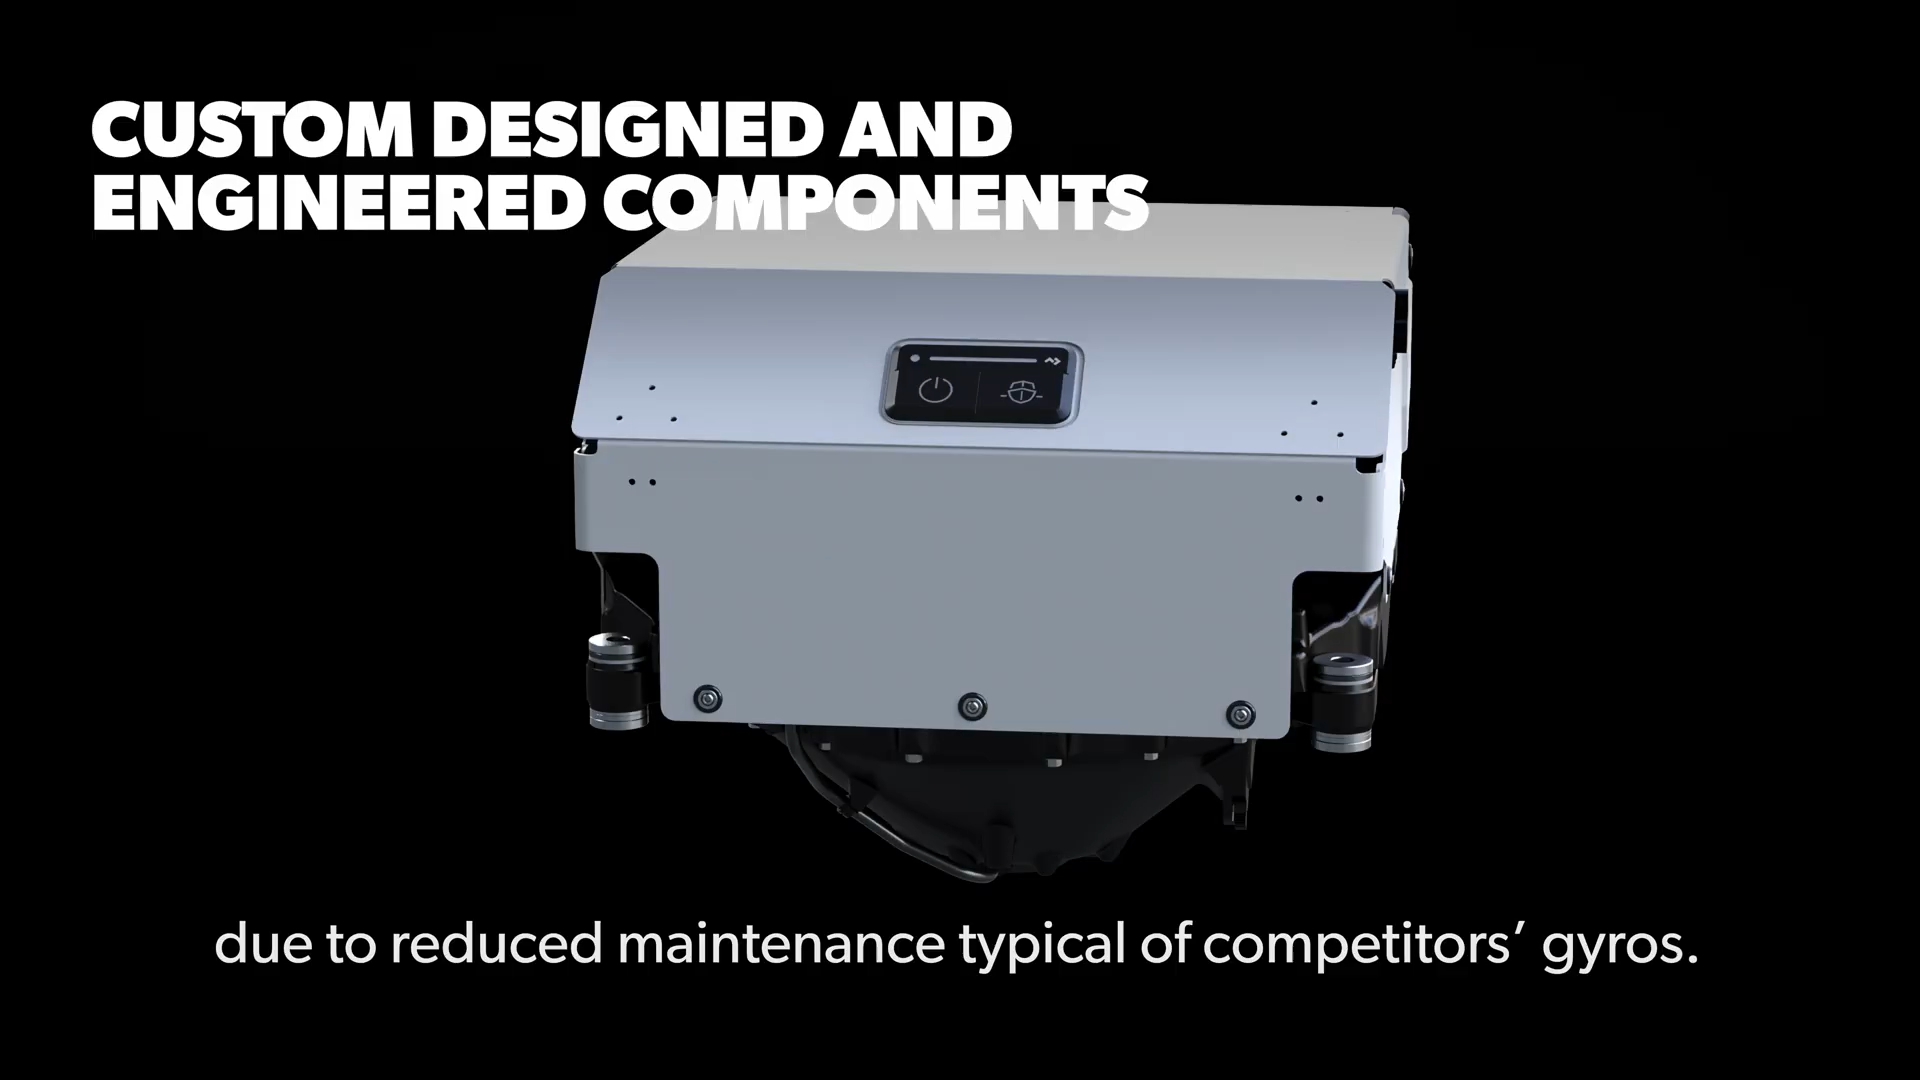 CUSTOM DESIGNED AND
ENGINEERED COMPONENTS
due to reduced maintenance typical of competitors’ gyros.